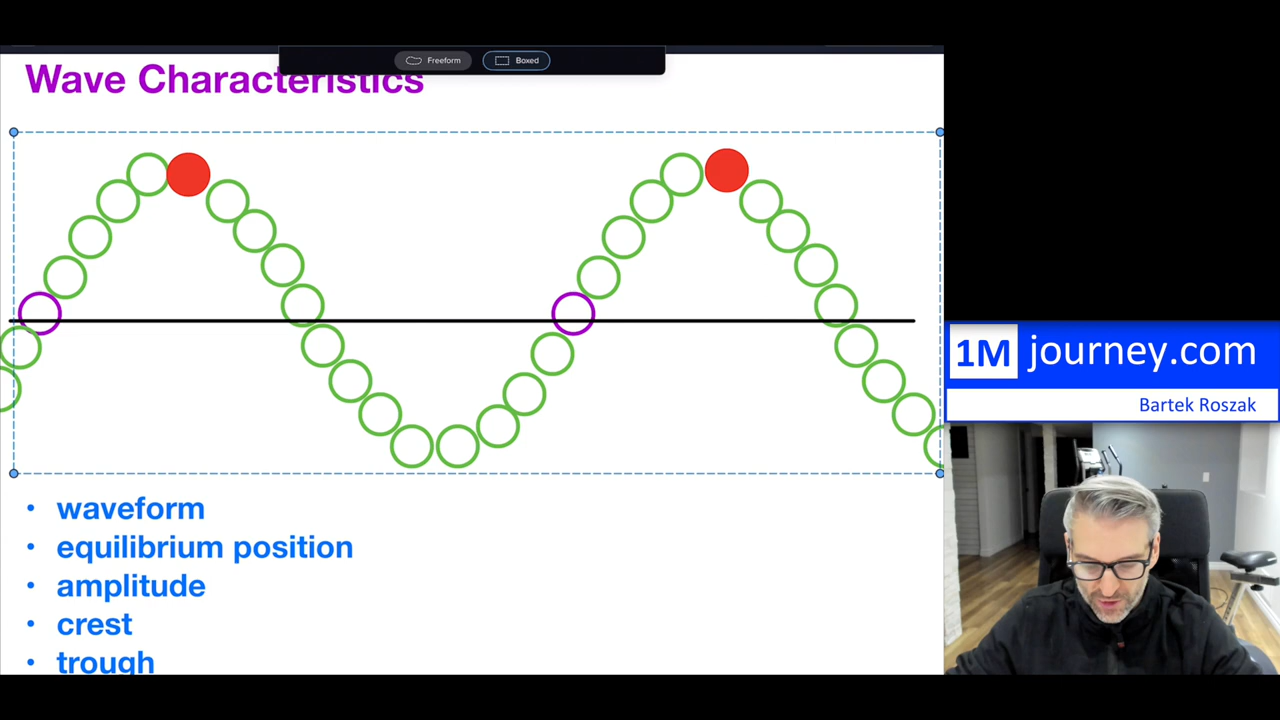 Freeform
Boxed
Wave Characteristics
1M journey.com
Bartek Roszak
• waveform
• equilibrium position
• amplitude
• crest
• trough